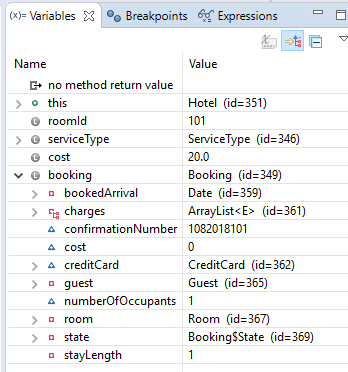 (x)= Variables Breakpoints Expressions
Name Value
no method return value
this Hotel (id=351)
roomId 101
serviceType ServiceType (id=346)
cost 20.0
booking Booking (id=349)
bookedArrival Date (id=359)
charges ArrayList<E> (id=361)
confirmationNumber 1082018101
cost 0
creditCard CreditCard (id=362)
guest Guest (id=365)
numberOfOccupants 1
room Room (id=367)
state Booking$State (id=369)
stayLength 1